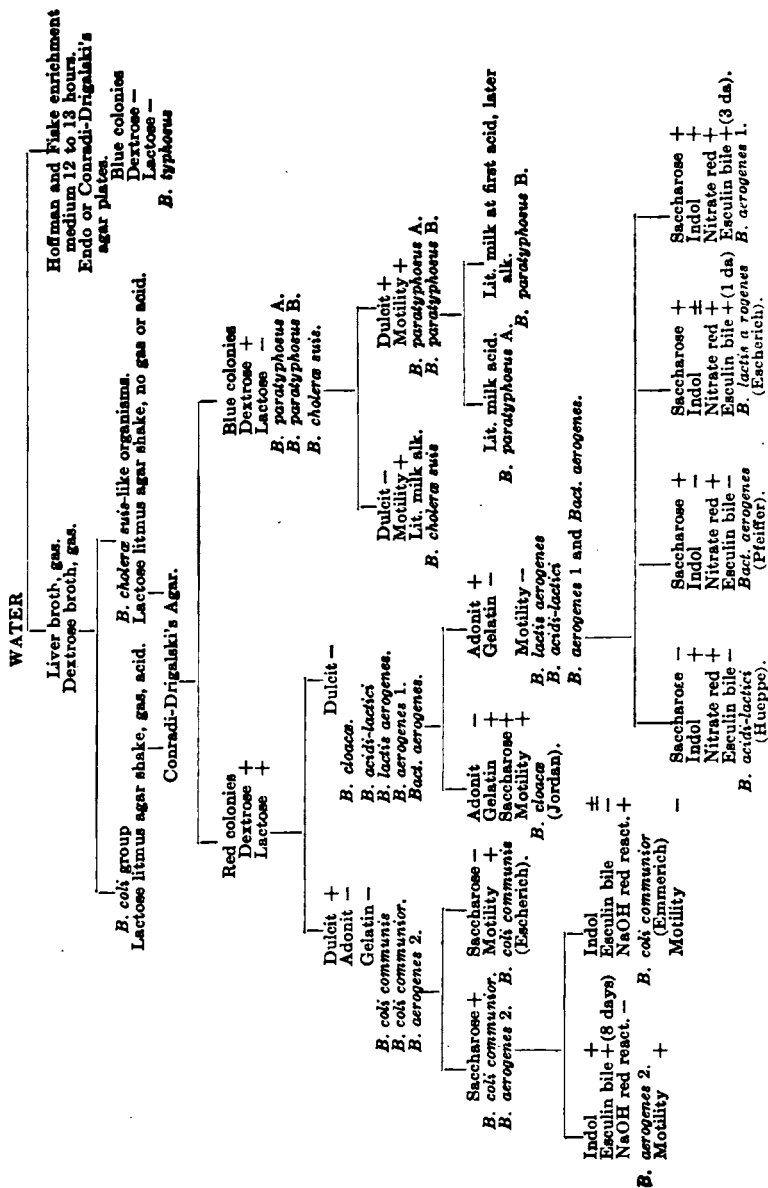 WATER
Liver broth, gas.
Dextrose broth, gas.
Hoffman and Fiske enrichment
medium 12 to 13 hours.
Endo or Conradi-Drigalski's
agar plates.
Blue colonies
Dextrose —
Lactose —
B. typhosus
B. coli group
Lactose litmus agar shake, gas, acid.
B. choleræ suis-like organisms.
Lactose litmus agar shake, no gas or acid.
Conradi-Drigalski's Agar.
Red colonies
Dextrose +
Lactose +
Blue colonies
Dextrose +
Lactose —
B. paratyphosus A.
B. paratyphosus B.
B. choleræ suis.
Dulcit +
Adonit —
Gelatin —
B. coli communis
B. coli communior.
B. aerogenes 2.
Dulcit —
B. cloacæ.
B. acidi-lactici
B. lactis aerogenes.
B. aerogenes 1.
Bact. aerogenes.
Dulcit —
Motility +
Lit. milk alk.
B. choleræ suis
Dulcit +
Motility +
B. paratyphosus A.
B. paratyphosus B.
Saccharose +
B. coli communior.
B. aerogenes 2.
Saccharose —
Motility +
B. coli communis
(Escherich).
Adonit —
Gelatin +
Saccharose +
Motility +
B. cloacæ
(Jordan).
Adonit +
Gelatin —
Motility —
B. lactis aerogenes
B. acidi-lactici
B. aerogenes 1 and Bact. aerogenes.
Lit. milk acid.
B. paratyphosus A.
Lit. milk at first acid, later
alk.
B. paratyphosus B.
Indol +
Esculin bile + (8 days)
NaOH red react. —
B. aerogenes 2.
Motility +
Indol ±
Esculin bile —
NaOH red react. +
B. coli communior
(Emmerich)
Motility —
Saccharose —
Indol +
Nitrate red +
Esculin bile —
B. acidi-lactici
(Hueppe).
Saccharose +
Indol —
Nitrate red +
Esculin bile —
Bact. aerogenes
(Pfeiffer).
Saccharose +
Indol ±
Nitrate red +
Esculin bile + (1 da)
B. lactis a rogenes
(Escherich).
Saccharose +
Indol +
Nitrate red +
Esculin bile + (3 da).
B. aerogenes 1.